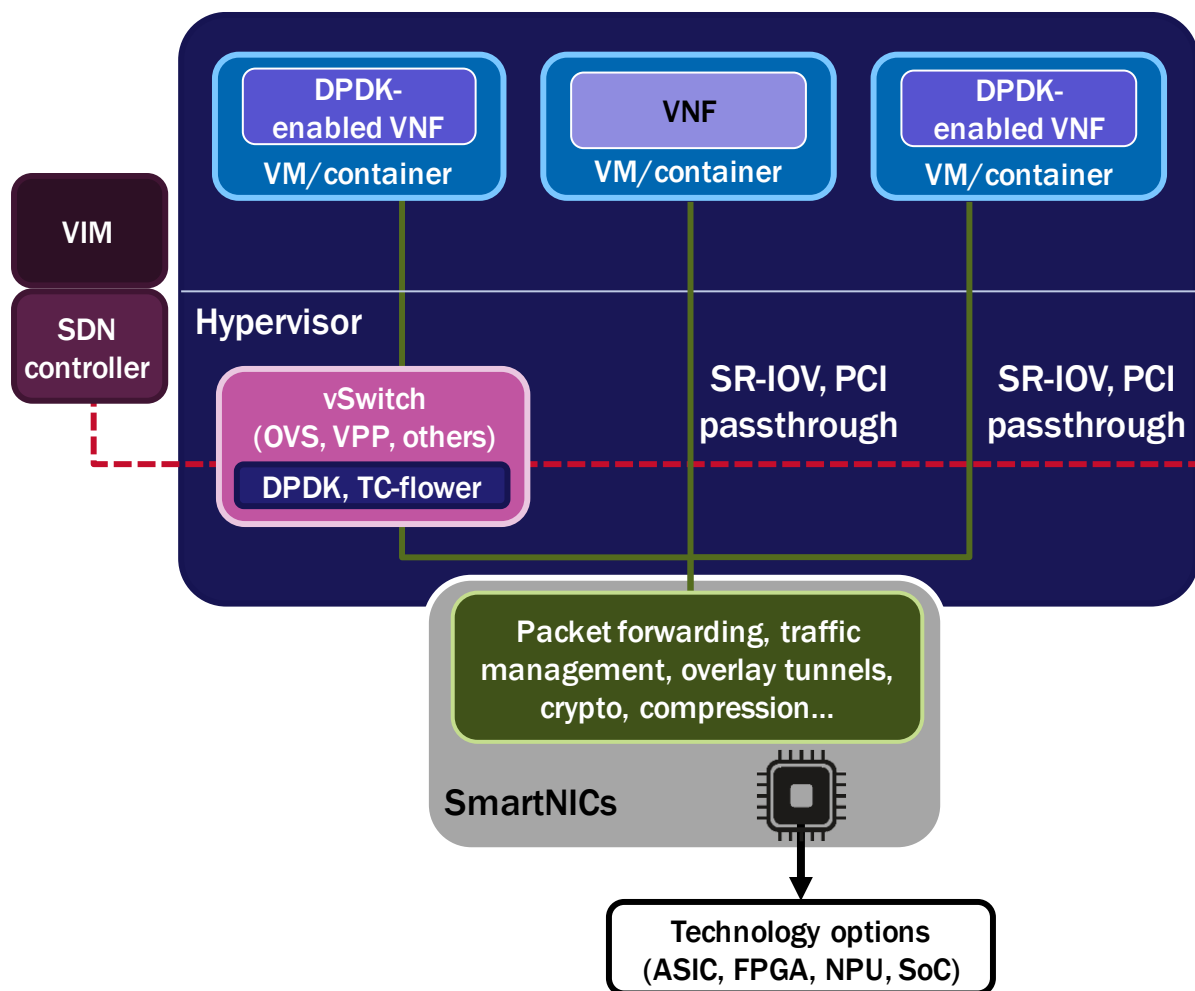 DPDK-
enabled VNF
VM/container
VNF
VM/container
DPDK-
enabled VNF
VM/container
VIM
SDN
controller
Hypervisor
vSwitch
(OVS, VPP, others)
DPDK, TC-flower
SR-IOV, PCI
passthrough
SR-IOV, PCI
passthrough
Packet forwarding, traffic
management, overlay tunnels,
crypto, compression...
SmartNICs
Technology options
(ASIC, FPGA, NPU, SoC)